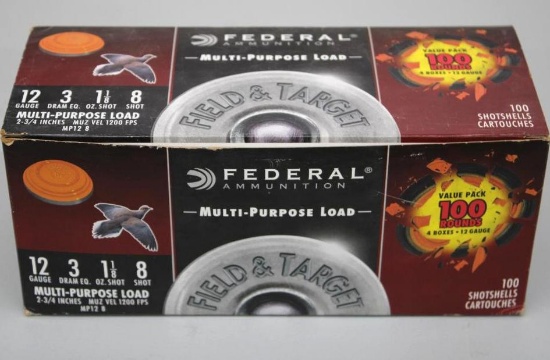 FEDERAL®
AMMUNITION
MULTI-PURPOSE LOAD
FIELD & TARGET
12 3 1 1/8 8
GAUGE DRAM EQ. OZ. SHOT SHOT
MULTI-PURPOSE LOAD
2-3/4 INCHES MUZ VEL 1200 FPS
MP12 8
VALUE PACK
100
ROUNDS
4 BOXES • 12 GAUGE
100
SHOTSHELLS
CARTOUCHES
FEDERAL®
AMMUNITION
MULTI-PURPOSE LOAD
FIELD & TARGET
12 3 1 1/8 8
GAUGE DRAM EQ. OZ. SHOT SHOT
MULTI-PURPOSE LOAD
2-3/4 INCHES MUZ VEL 1200 FPS
MP12 8
VALUE PACK
100
ROUNDS
4 BOXES • 12 GAUGE
100
SHOTSHELLS
CARTOUCHES